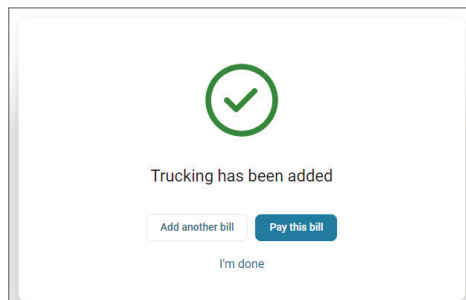 Trucking has been added
Add another bill
Pay this bill
I'm done